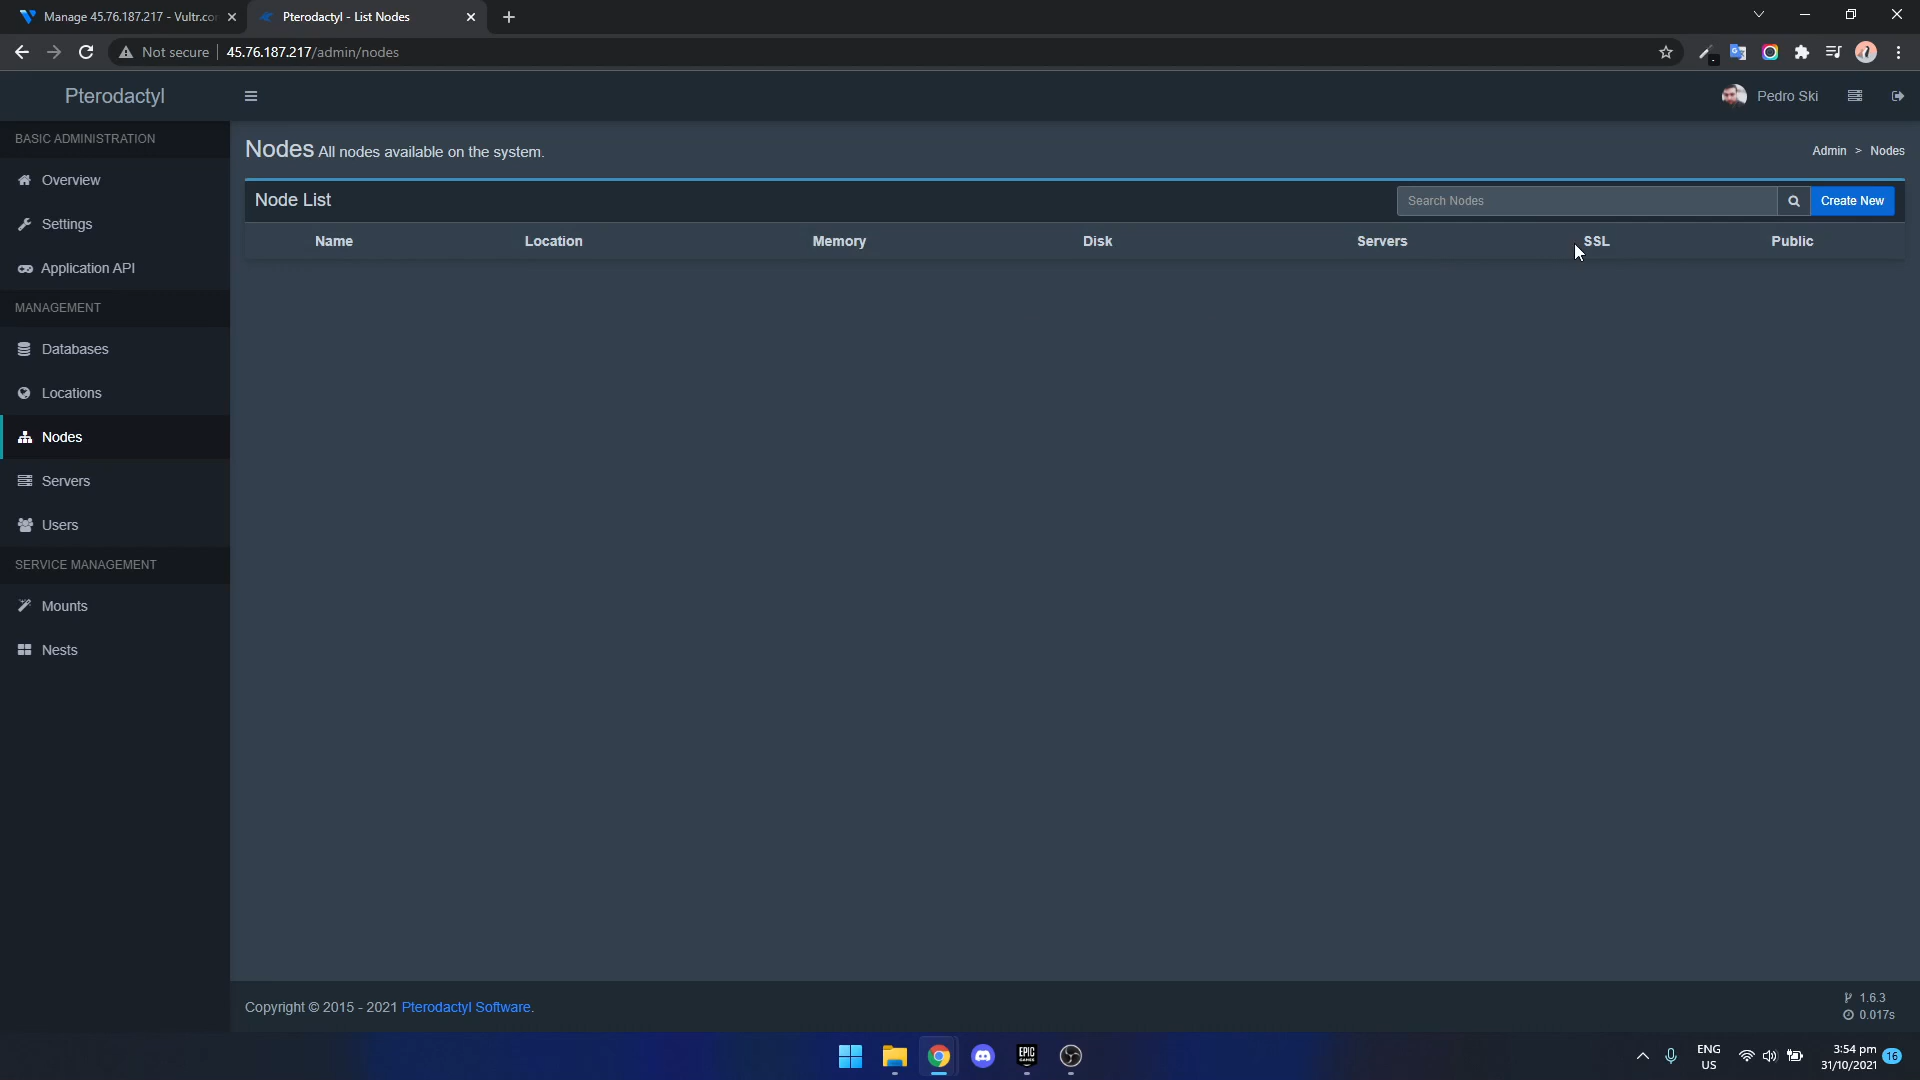 Manage 45.76.187.217 - Vultr.co
Pterodactyl - List Nodes
Not secure
45.76.187.217/admin/nodes
Pterodactyl
Pedro Ski
BASIC ADMINISTRATION
Overview
Settings
Application API
MANAGEMENT
Databases
Locations
Nodes
Servers
Users
SERVICE MANAGEMENT
Mounts
Nests
Nodes All nodes available on the system.
Admin > Nodes
Node List
Search Nodes
Create New
Name Location Memory Disk Servers SSL Public
Copyright © 2015 - 2021 Pterodactyl Software.
1.6.3
0.017s
EPIC GAMES
ENG
US
3:54 pm
31/10/2021
16